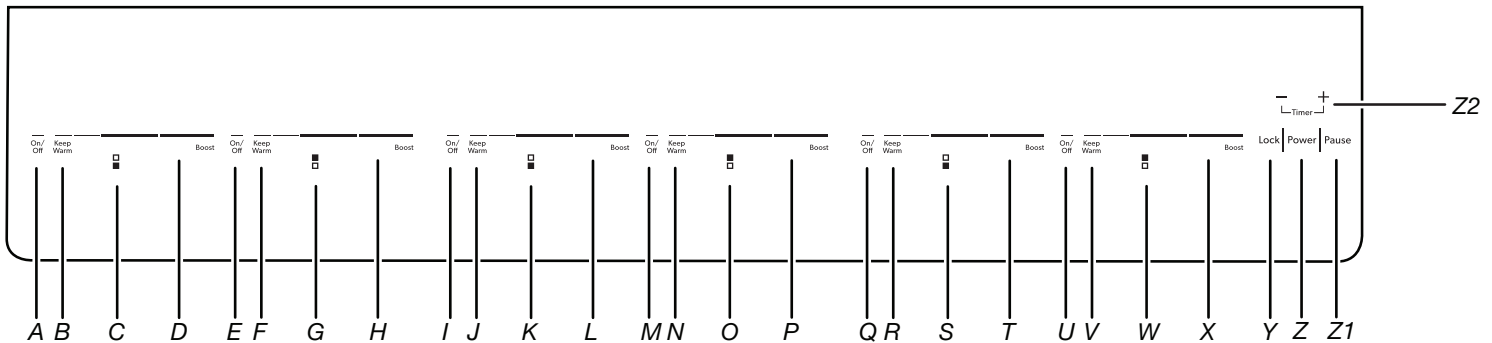 − +
Timer
Z2
On/ Keep On/ Keep On/ Keep On/ Keep On/ Keep On/ Keep
Off Warm Boost Off Warm Boost Off Warm Boost Off Warm Boost Off Warm Boost Off Warm Boost
Lock Power Pause
A B C D E F G H I J K L M N O P Q R S T U V W X Y Z Z1